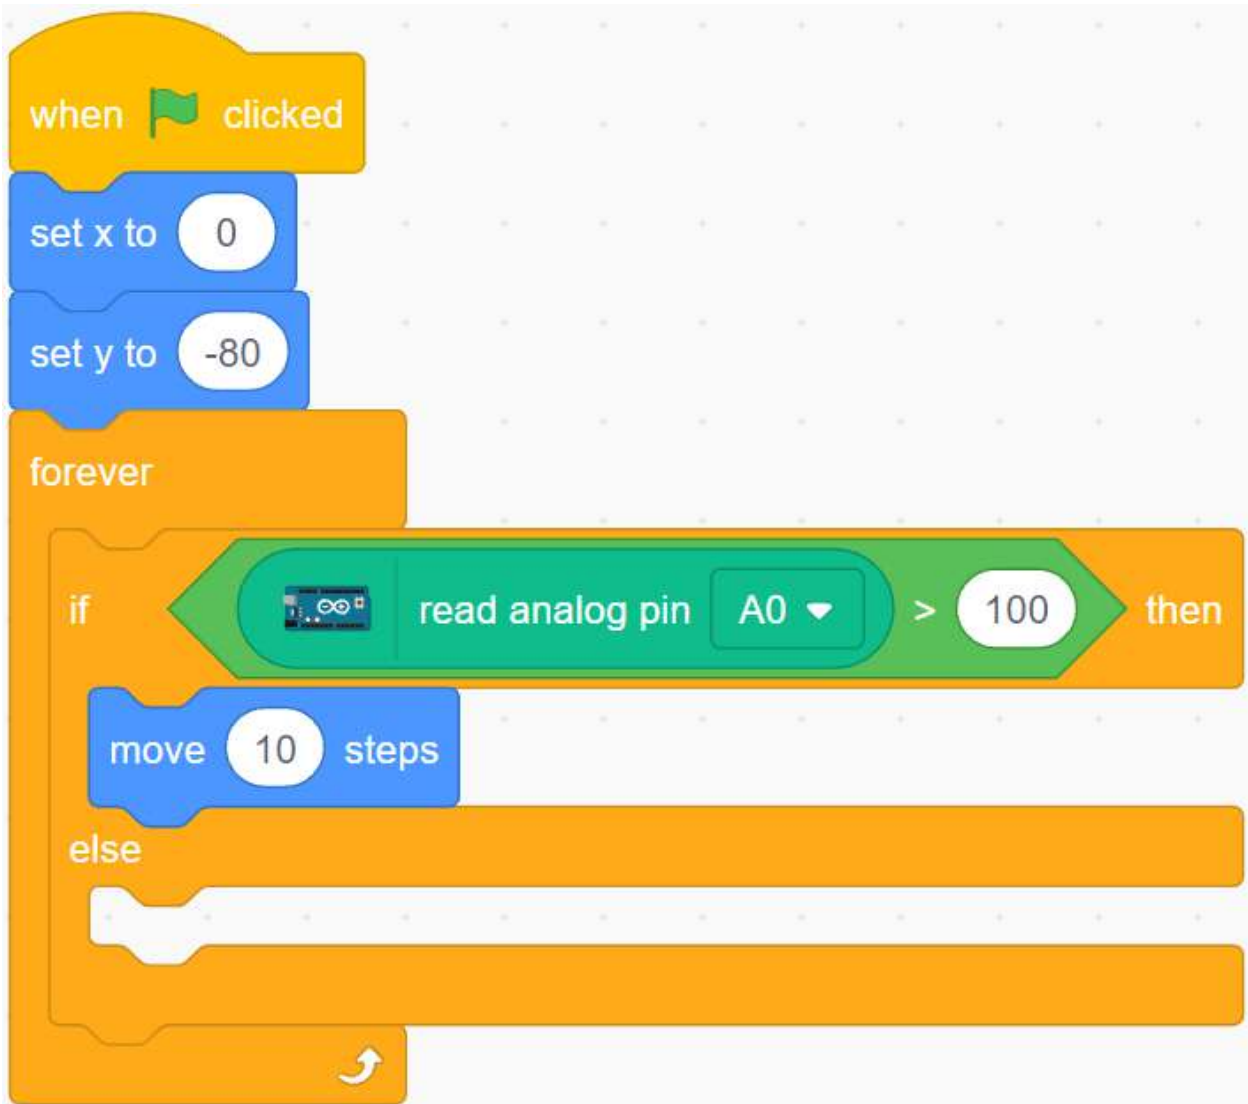 when clicked
set x to 0
set y to -80
forever
if read analog pin A0 > 100 then
move 10 steps
else